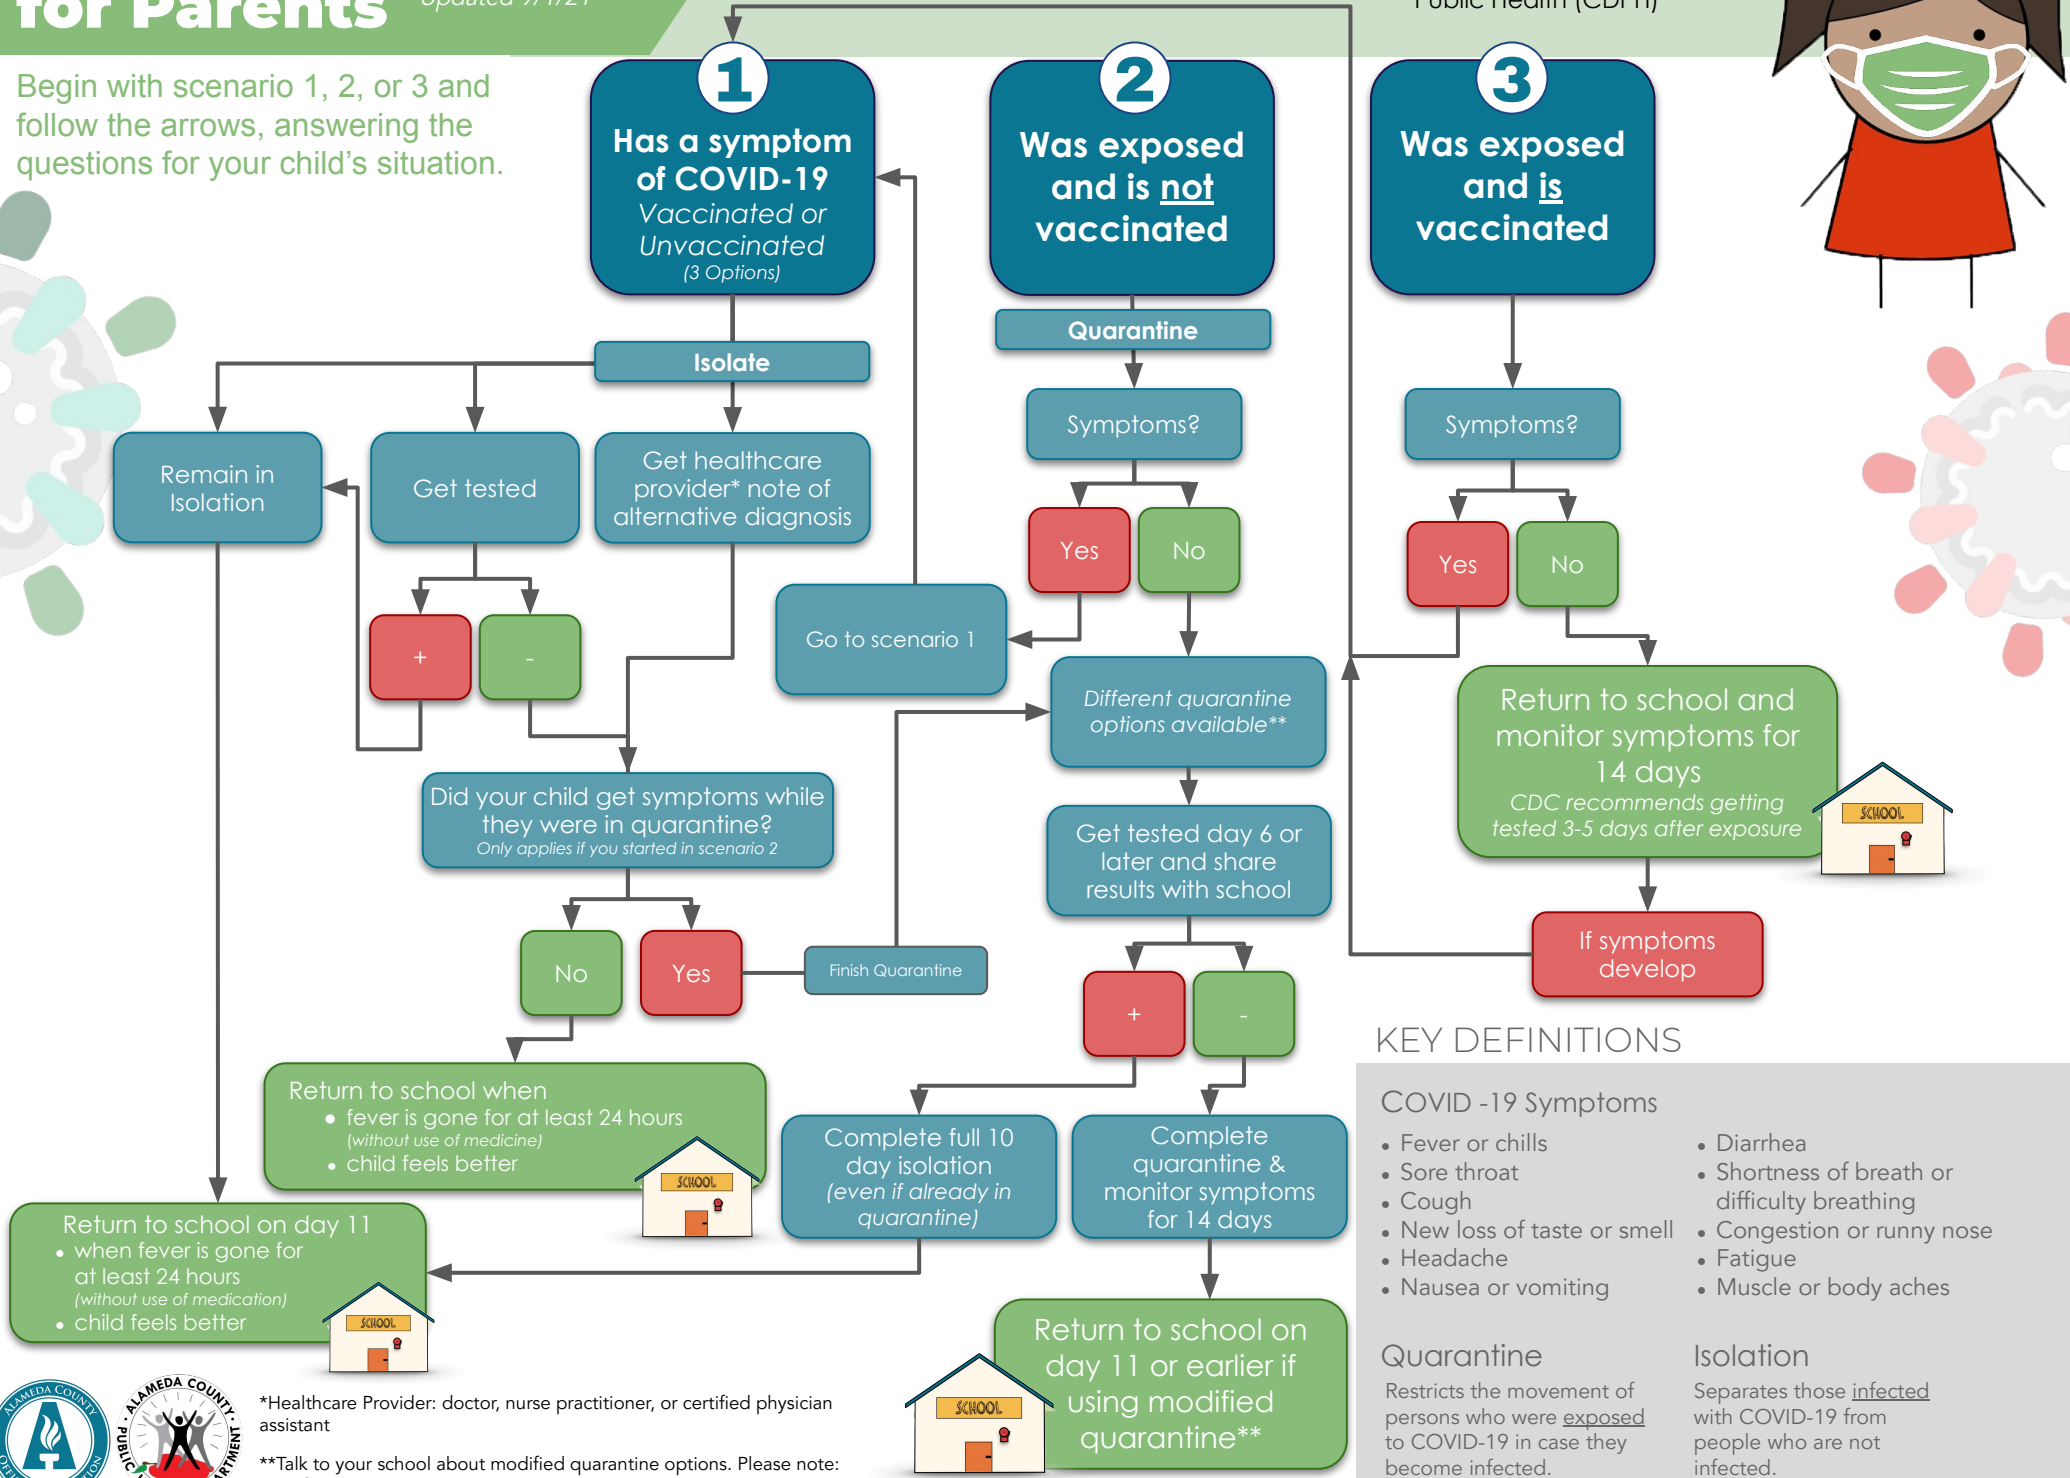 for Parents
Updated 9/1/21
Public Health (CDPH)
Begin with scenario 1, 2, or 3 and
follow the arrows, answering the
questions for your child's situation.
1
Has a symptom
of COVID-19
Vaccinated or
Unvaccinated
(3 Options)
2
Was exposed
and is not
vaccinated
3
Was exposed
and is
vaccinated
Isolate
Quarantine
Remain in
Isolation
Get tested
Get healthcare
provider* note of
alternative diagnosis
Symptoms?
Symptoms?
Yes
No
Yes
No
+
-
Go to scenario 1
Different quarantine
options available**
Return to school and
monitor symptoms for
14 days
CDC recommends getting
tested 3-5 days after exposure
SCHOOL
Did your child get symptoms while
they were in quarantine?
Only applies if you started in scenario 2
Get tested day 6 or
later and share
results with school
No
Yes
Finish Quarantine
If symptoms
develop
+
-
Return to school when
• fever is gone for at least 24 hours
(without use of medicine)
• child feels better
SCHOOL
Complete full 10
day isolation
(even if already in
quarantine)
Complete
quarantine &
monitor symptoms
for 14 days
Return to school on day 11
• when fever is gone for
at least 24 hours
(without use of medication)
• child feels better
SCHOOL
Return to school on
day 11 or earlier if
using modified
quarantine**
SCHOOL
KEY DEFINITIONS
COVID -19 Symptoms
• Fever or chills
• Sore throat
• Cough
• New loss of taste or smell
• Headache
• Nausea or vomiting
• Diarrhea
• Shortness of breath or
difficulty breathing
• Congestion or runny nose
• Fatigue
• Muscle or body aches
Quarantine
Restricts the movement of
persons who were exposed
to COVID-19 in case they
become infected.
Isolation
Separates those infected
with COVID-19 from
people who are not
infected.
ALAMEDA COUNTY
ALAMEDA COUNTY
*Healthcare Provider: doctor, nurse practitioner, or certified physician
assistant
**Talk to your school about modified quarantine options. Please note: